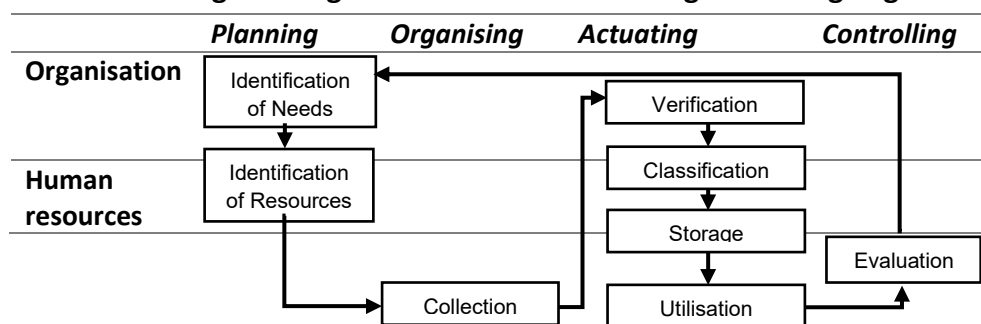 Planning Organising Actuating Controlling
Organisation
Identification
of Needs
Verification
Human
resources
Identification
of Resources
Classification
Storage
Evaluation
Collection
Utilisation